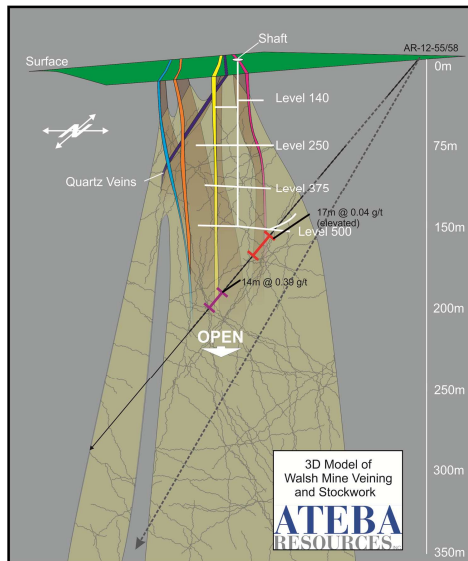 Shaft
AR-12-55/58
Surface
0m
Level 140
75m
Level 250
N
Quartz Veins
Level 375
17m @ 0.04 g/t
(elevated)
150m
Level 500
14m @ 0.39 g/t
200m
OPEN
250m
3D Model of
Walsh Mine Veining
and Stockwork
300m
ATEBA
RESOURCES
350m